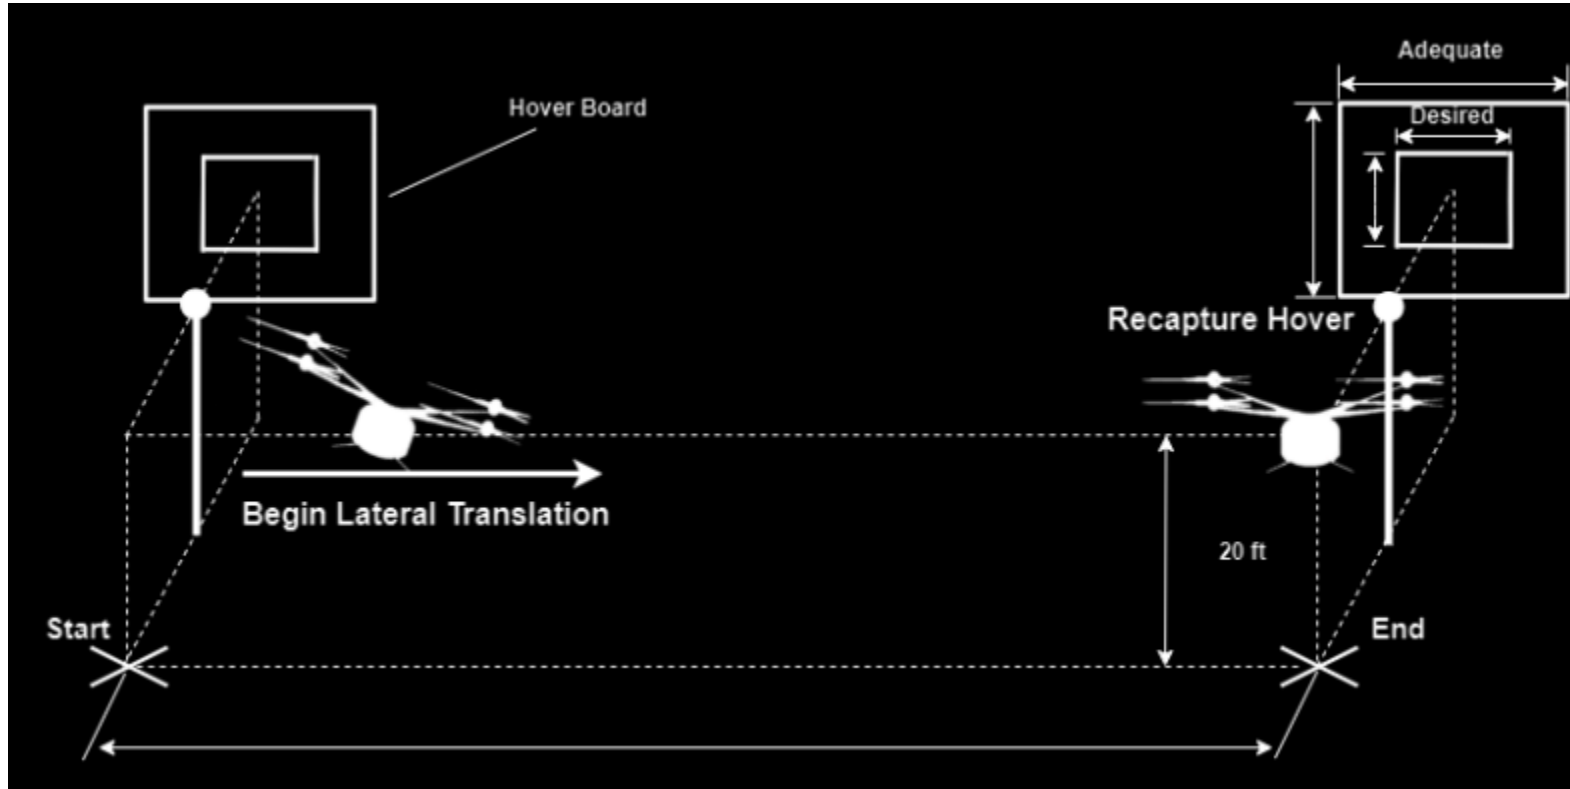 Adequate
Hover Board
Desired
Recapture Hover
Begin Lateral Translation
20 ft
Start
End